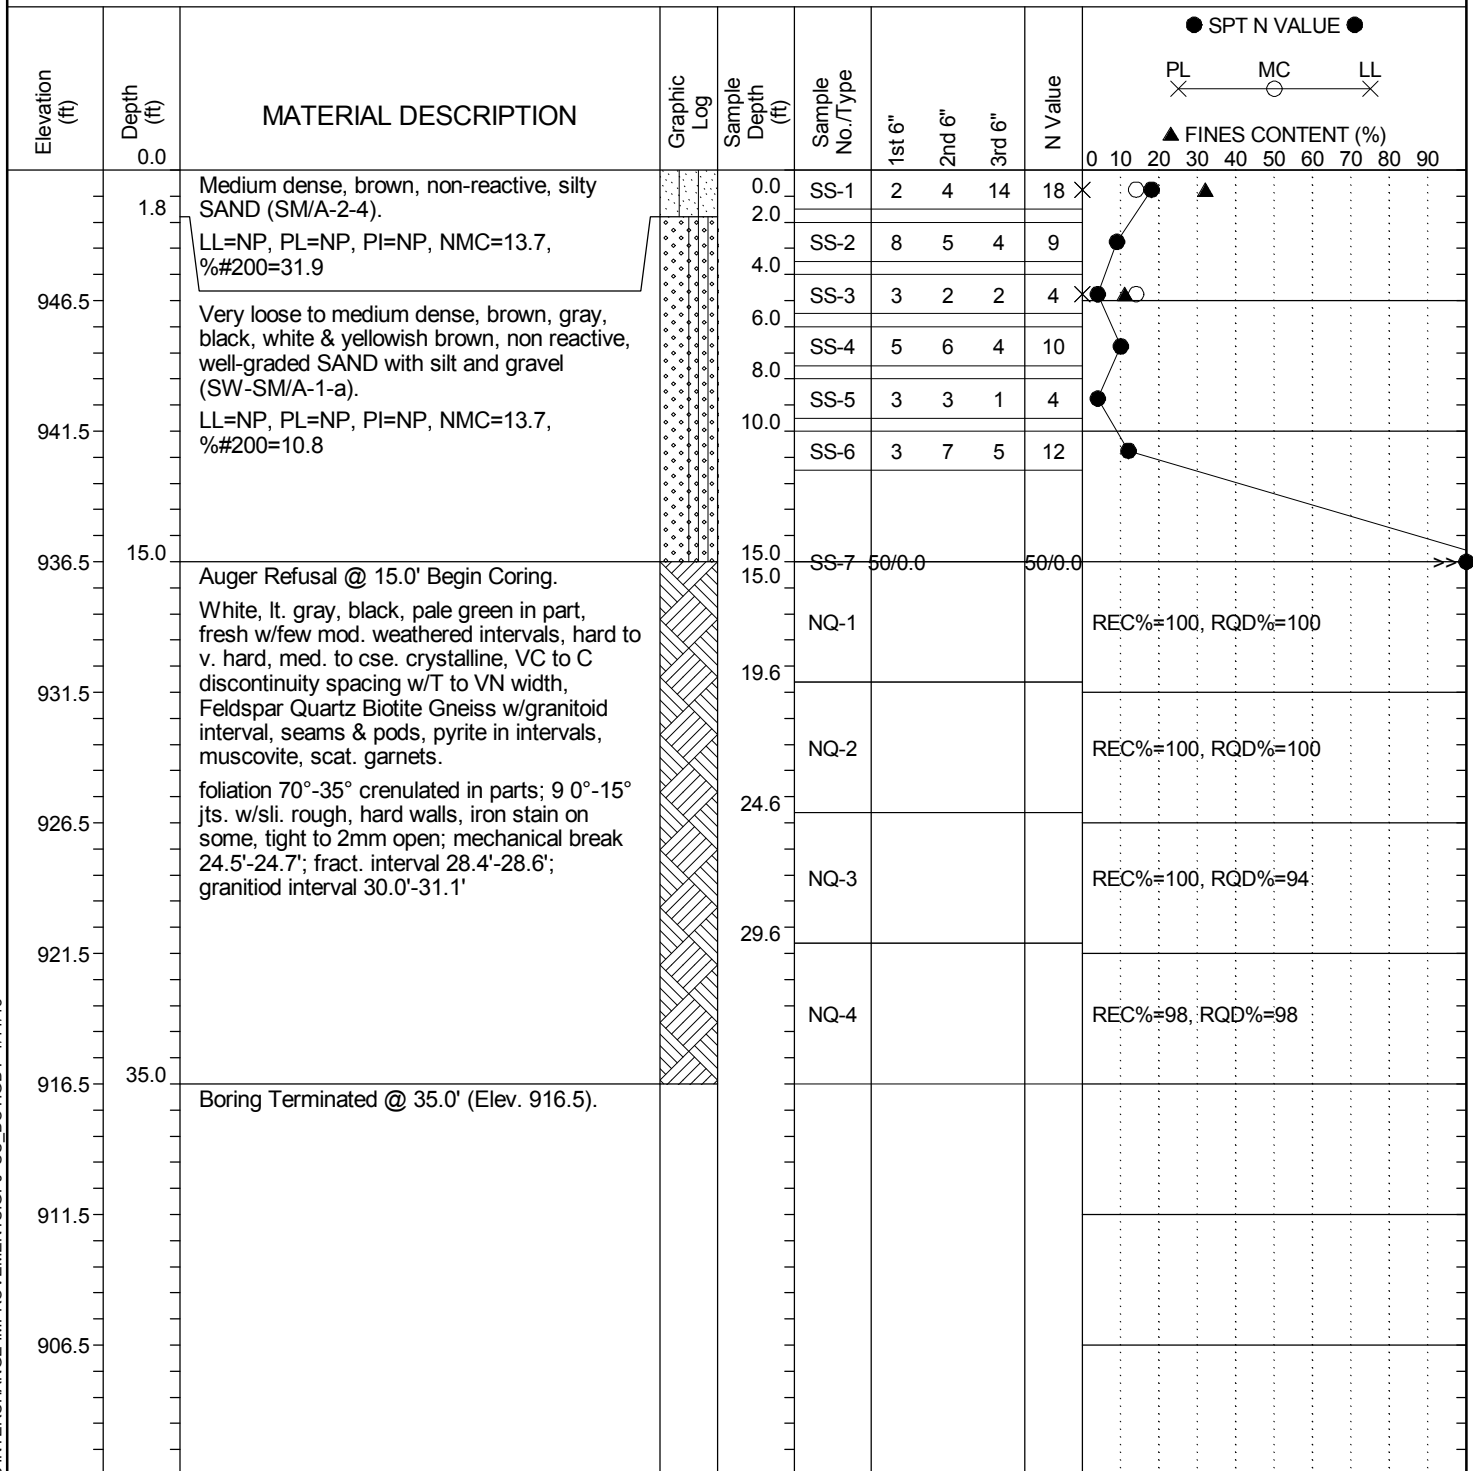 ● SPT N VALUE ●
PL MC LL
▲ FINES CONTENT (%)
0 10 20 30 40 50 60 70 80 90
Elevation (ft)
Depth (ft)
0.0
MATERIAL DESCRIPTION
Graphic Log
Sample Depth (ft)
Sample No./Type
1st 6"
2nd 6"
3rd 6"
N Value
Medium dense, brown, non-reactive, silty
SAND (SM/A-2-4).
1.8
LL=NP, PL=NP, PI=NP, NMC=13.7,
%#200=31.9
0.0 SS-1 2 4 14 18
2.0
SS-2 8 5 4 9
4.0
946.5
Very loose to medium dense, brown, gray,
black, white & yellowish brown, non reactive,
well-graded SAND with silt and gravel
(SW-SM/A-1-a).
LL=NP, PL=NP, PI=NP, NMC=13.7,
%#200=10.8
SS-3 3 2 2 4
6.0
SS-4 5 6 4 10
8.0
SS-5 3 3 1 4
10.0
941.5
SS-6 3 7 5 12
936.5
15.0
15.0
15.0
SS-7 50/0.0 50/0.0
>>
Auger Refusal @ 15.0' Begin Coring.
White, lt. gray, black, pale green in part,
fresh w/few mod. weathered intervals, hard to
v. hard, med. to cse. crystalline, VC to C
discontinuity spacing w/T to VN width,
Feldspar Quartz Biotite Gneiss w/granitoid
interval, seams & pods, pyrite in intervals,
muscovite, scat. garnets.
foliation 70°-35° crenulated in parts; 9 0°-15°
jts. w/sli. rough, hard walls, iron stain on
some, tight to 2mm open; mechanical break
24.5'-24.7'; fract. interval 28.4'-28.6';
granitiod interval 30.0'-31.1'
NQ-1 REC%=100, RQD%=100
19.6
931.5
NQ-2 REC%=100, RQD%=100
24.6
926.5
NQ-3 REC%=100, RQD%=94
29.6
921.5
NQ-4 REC%=98, RQD%=98
916.5
35.0
Boring Terminated @ 35.0' (Elev. 916.5).
911.5
906.5